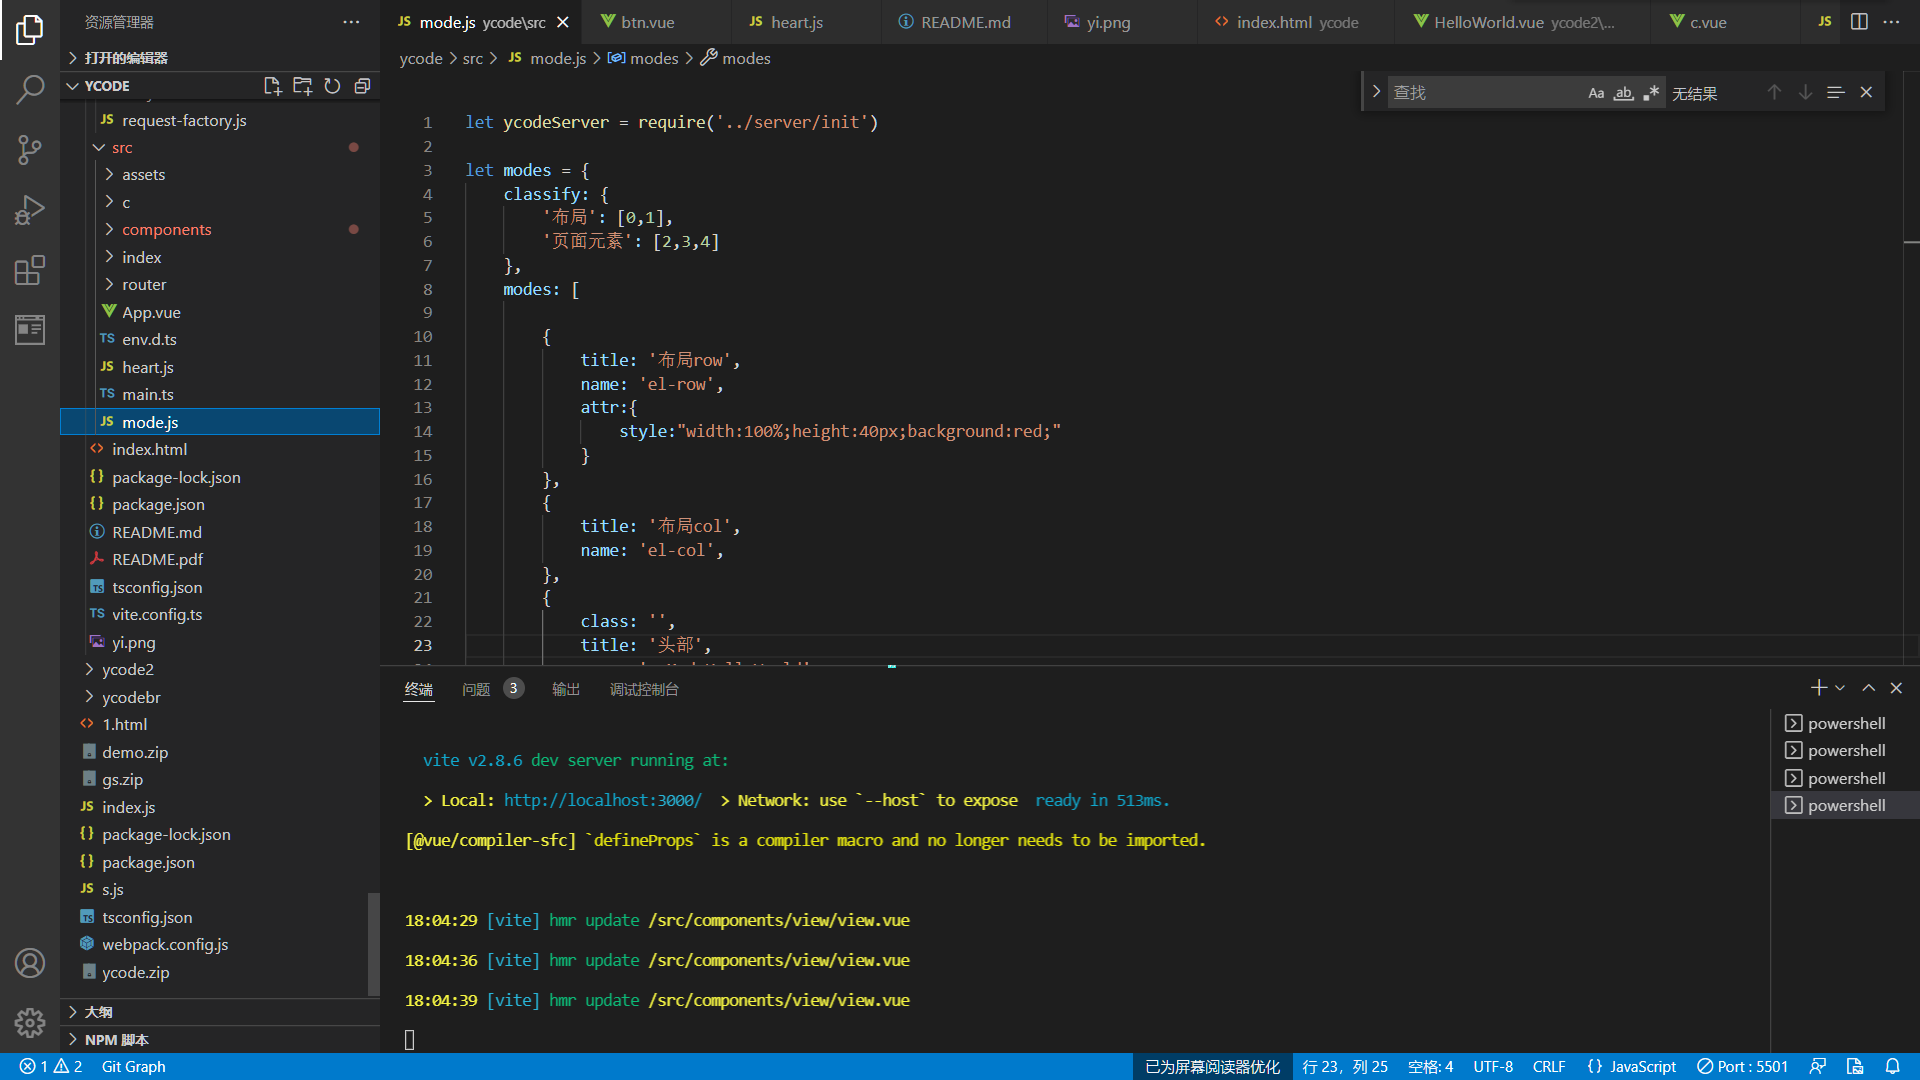 资源管理器
打开的编辑器
YCODE
request-factory.js
src
assets
c
components
index
router
App.vue
TS env.d.ts
JS heart.js
TS main.ts
JS mode.js
index.html
package-lock.json
package.json
README.md
README.pdf
tsconfig.json
TS vite.config.ts
yi.png
ycode2
ycodebr
1.html
demo.zip
gs.zip
JS index.js
package-lock.json
package.json
JS s.js
tsconfig.json
webpack.config.js
ycode.zip
大纲
NPM 脚本
JS mode.js ycode\src btn.vue JS heart.js README.md yi.png index.html ycode HelloWorld.vue ycode2\... c.vue JS
ycode > src > JS mode.js > modes > modes
查找 Aa ab 无结果
1 let ycodeServer = require('../server/init')
2
3 let modes = {
4 classify: {
5 '布局': [0,1],
6 '页面元素': [2,3,4]
7 },
8 modes: [
9
10 {
11 title: '布局row',
12 name: 'el-row',
13 attr:{
14 style:"width:100%;height:40px;background:red;"
15 }
16 },
17 {
18 title: '布局col',
19 name: 'el-col',
20 },
21 {
22 class: '',
23 title: '头部',
终端 问题 3 输出 调试控制台
vite v2.8.6 dev server running at:
> Local: http://localhost:3000/ > Network: use `--host` to expose ready in 513ms.
[@vue/compiler-sfc] `defineProps` is a compiler macro and no longer needs to be imported.
18:04:29 [vite] hmr update /src/components/view/view.vue
18:04:36 [vite] hmr update /src/components/view/view.vue
18:04:39 [vite] hmr update /src/components/view/view.vue
powershell
powershell
powershell
powershell
1 2 Git Graph 已为屏幕阅读器优化 行 23，列 25 空格: 4 UTF-8 CRLF {} JavaScript Port : 5501